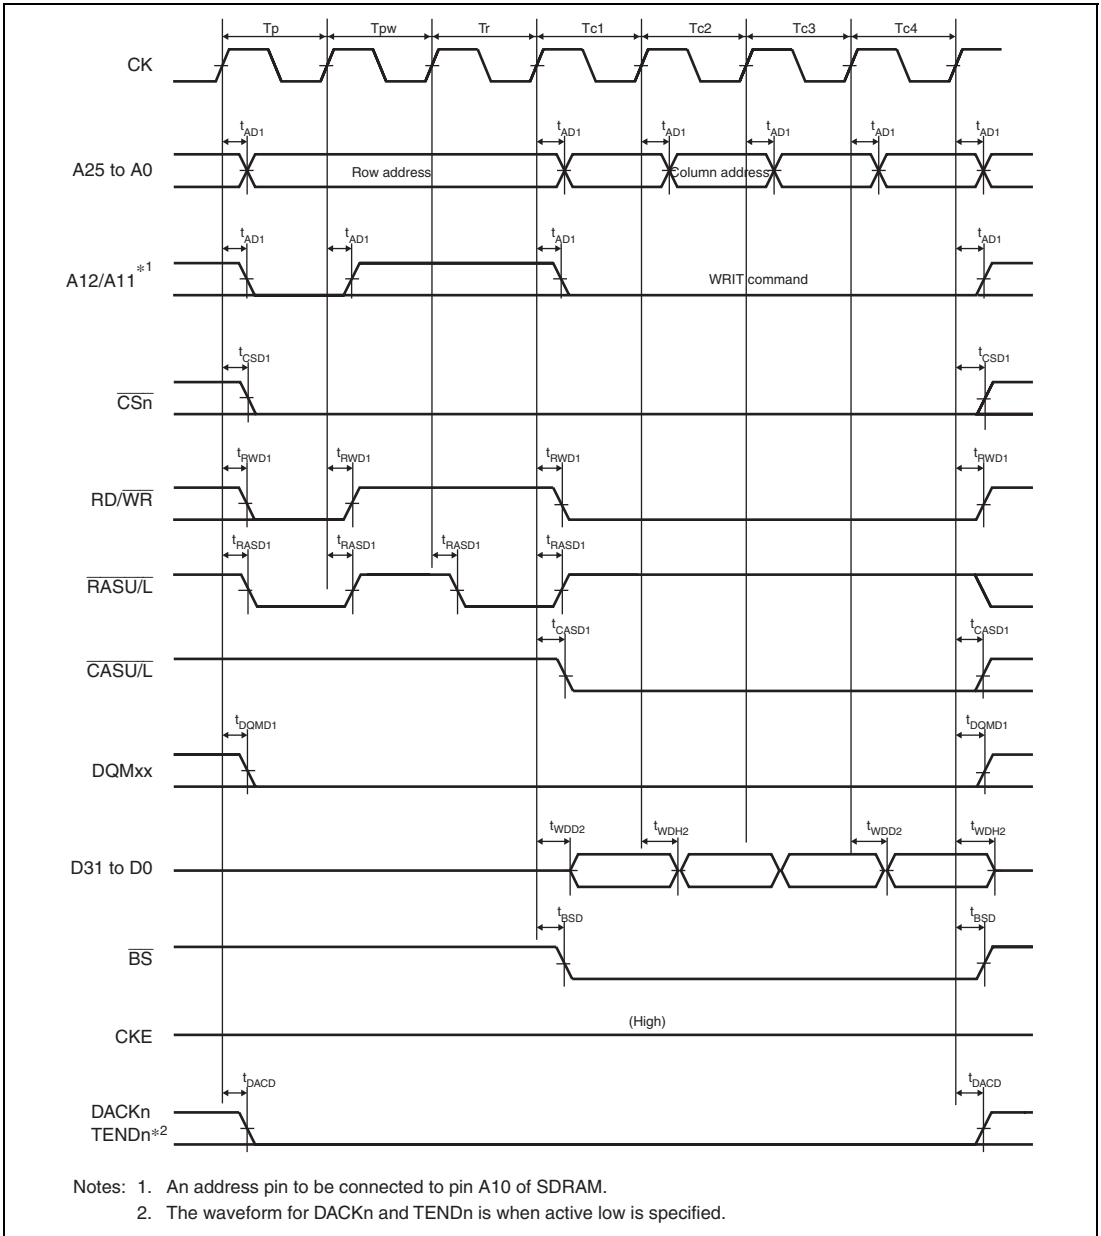 Tp Tpw Tr Tc1 Tc2 Tc3 Tc4
CK
tAD1 tAD1 tAD1 tAD1 tAD1 tAD1
A25 to A0
Row address
Column address
tAD1 tAD1 tAD1 tAD1
A12/A11*1
WRIT command
tCSD1 tCSD1
CSn
tRWD1 tRWD1 tRWD1 tRWD1
RD/WR
tRASD1 tRASD1 tRASD1 tRASD1
RASU/L
tCASD1 tCASD1
CASU/L
tDQMD1 tDQMD1
DQMxx
tWDD2 tWDH2 tWDD2 tWDH2
D31 to D0
tBSD tBSD
BS
(High)
CKE
tDACD tDACD
DACKn
TENDn*2
Notes: 1. An address pin to be connected to pin A10 of SDRAM.
2. The waveform for DACKn and TENDn is when active low is specified.